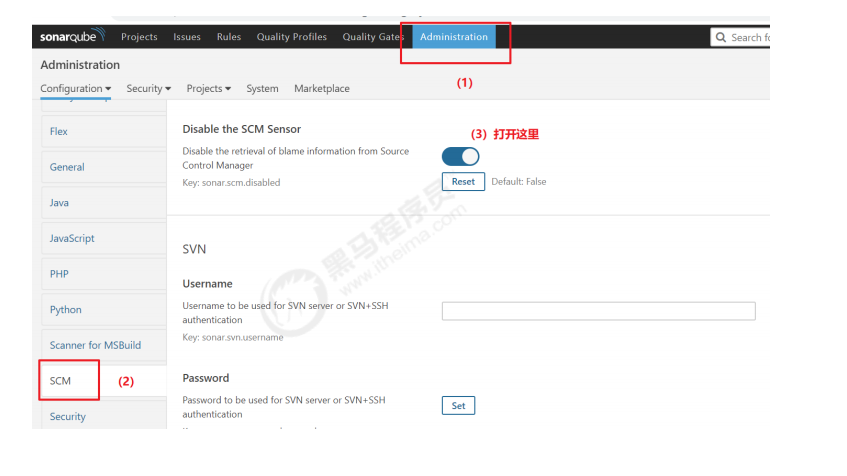 sonarqube Projects Issues Rules Quality Profiles Quality Gates Administration Search fo
Administration
(1)
Configuration Security Projects System Marketplace
Flex
General
Java
JavaScript
PHP
Python
Scanner for MSBuild
SCM (2)
Security
Disable the SCM Sensor
(3) 打开这里
Disable the retrieval of blame information from Source
Control Manager
Key: sonar.scm.disabled
Reset Default: False
SVN
Username
Username to be used for SVN server or SVN+SSH
authentication
Key: sonar.svn.username
Password
Password to be used for SVN server or SVN+SSH
authentication
Set
黑马程序员
www.itheima.com